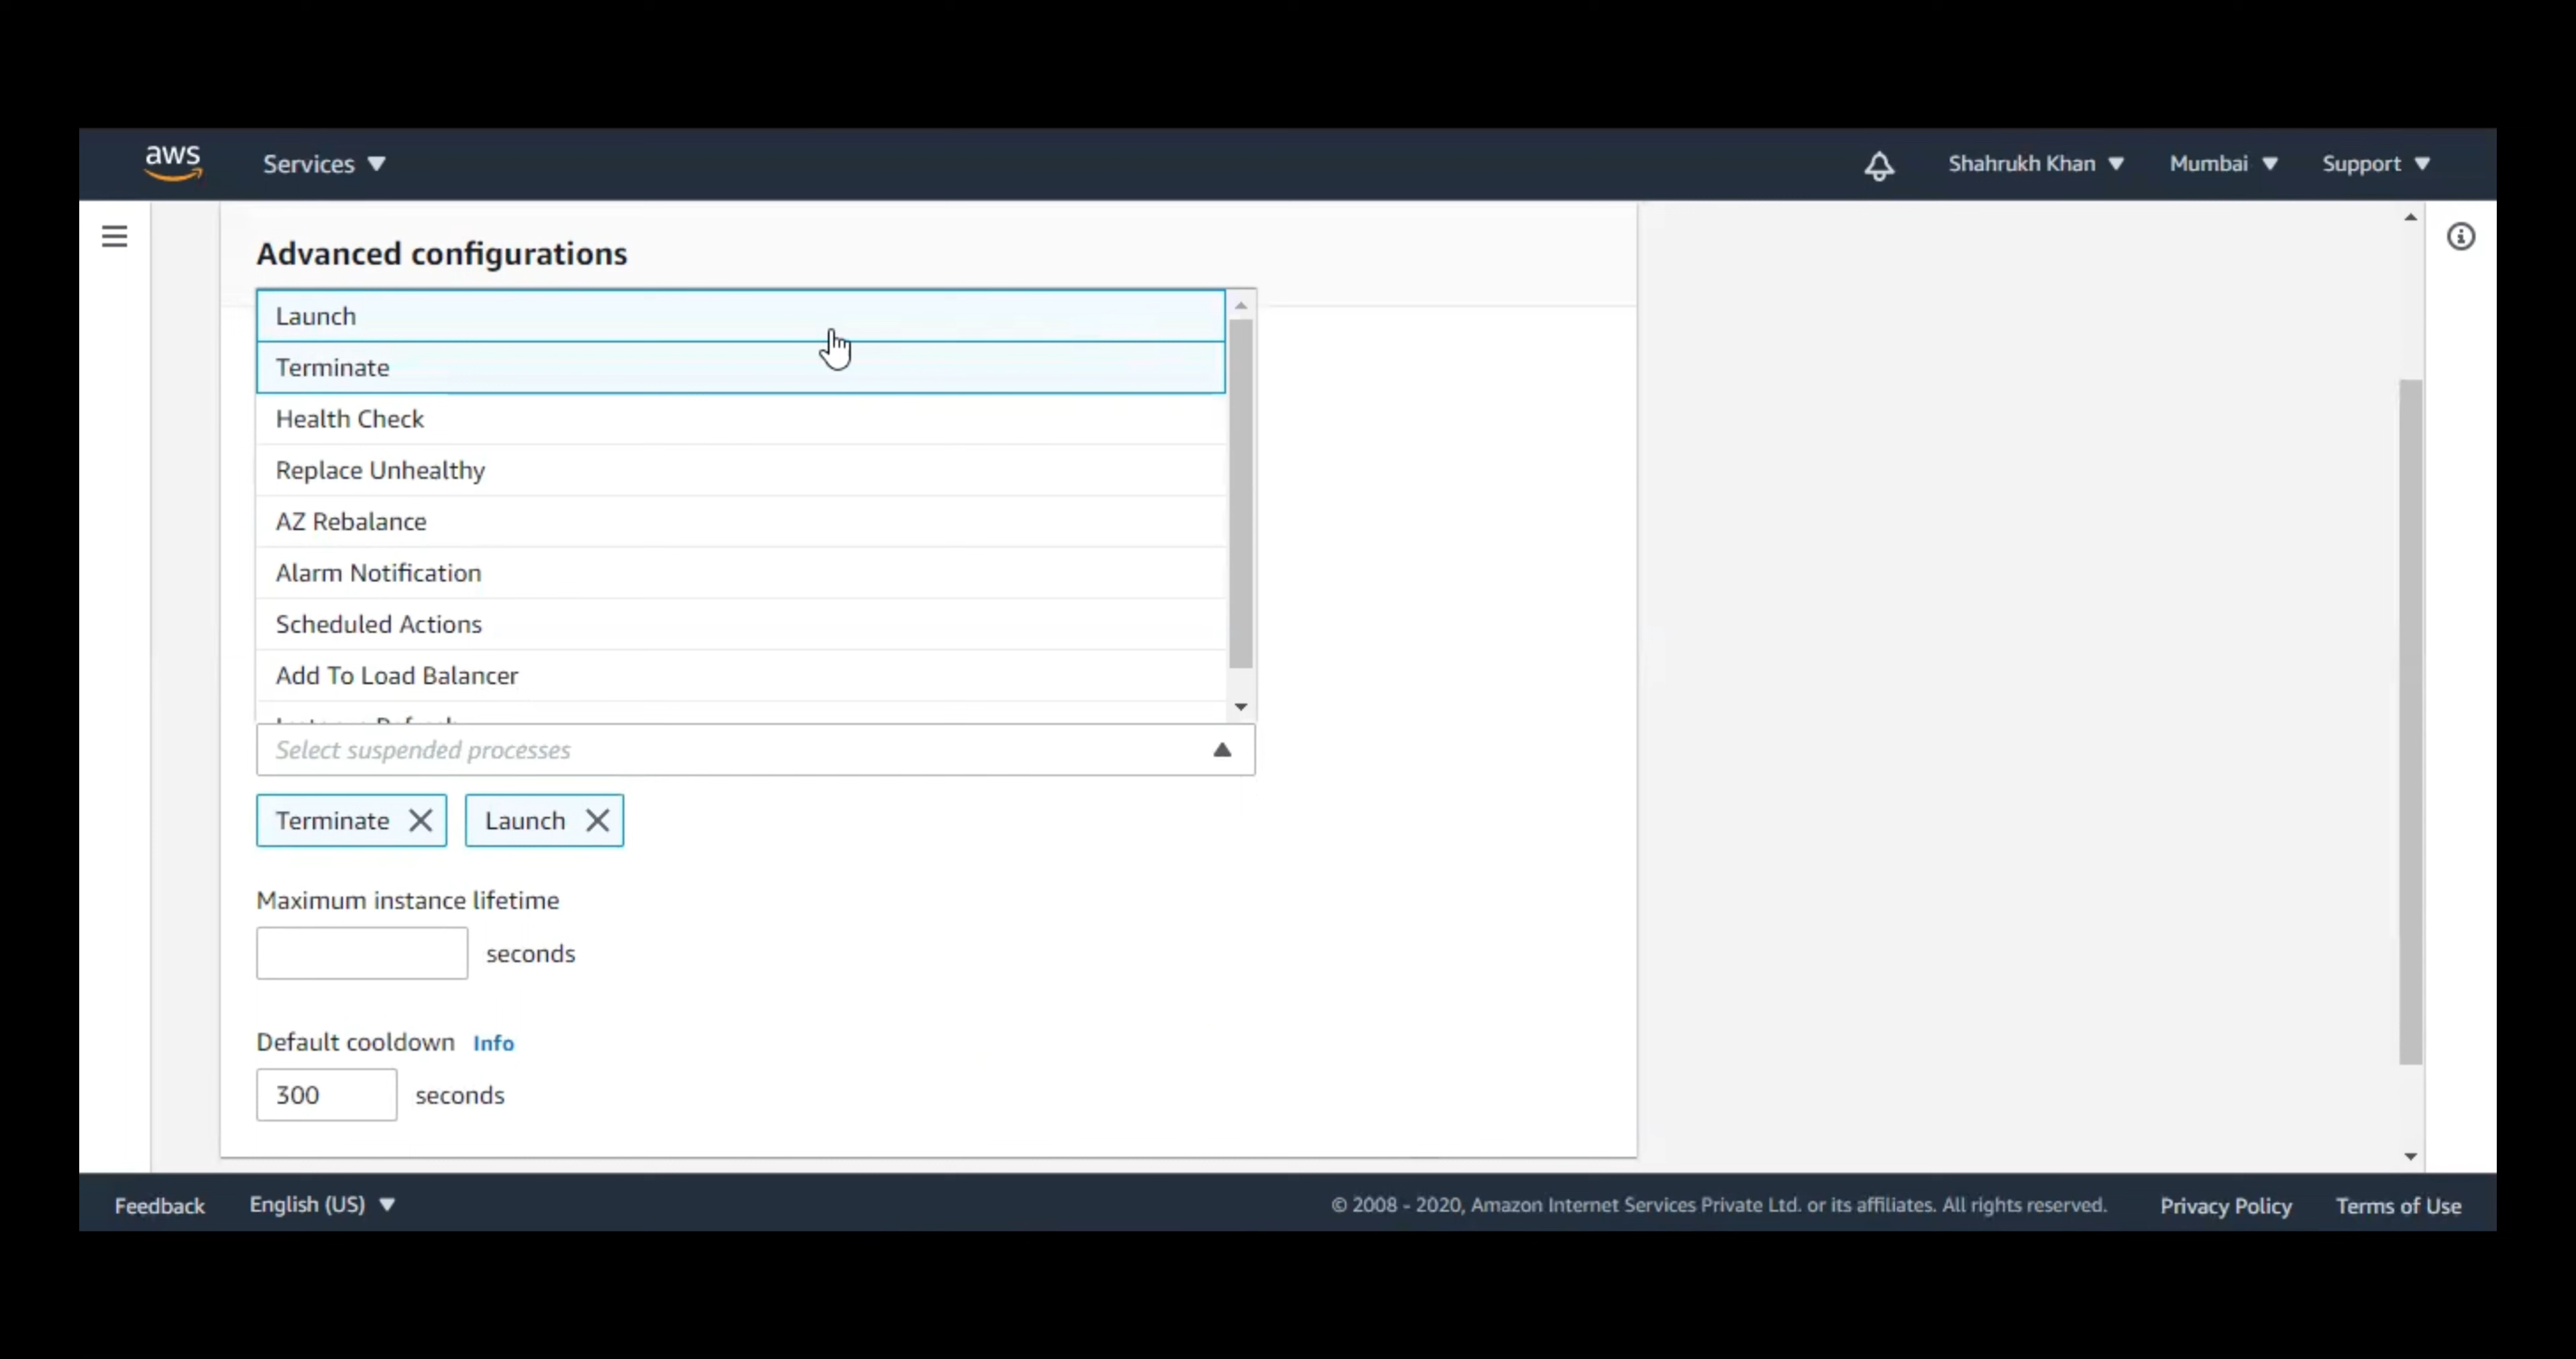 aws Services Shahrukh Khan Mumbai Support
Advanced configurations
Launch
Terminate
Health Check
Replace Unhealthy
AZ Rebalance
Alarm Notification
Scheduled Actions
Add To Load Balancer
Select suspended processes
Terminate Launch
Maximum instance lifetime
seconds
Default cooldown Info
300 seconds
Feedback English (US) © 2008 - 2020, Amazon Internet Services Private Ltd. or its affiliates. All rights reserved. Privacy Policy Terms of Use